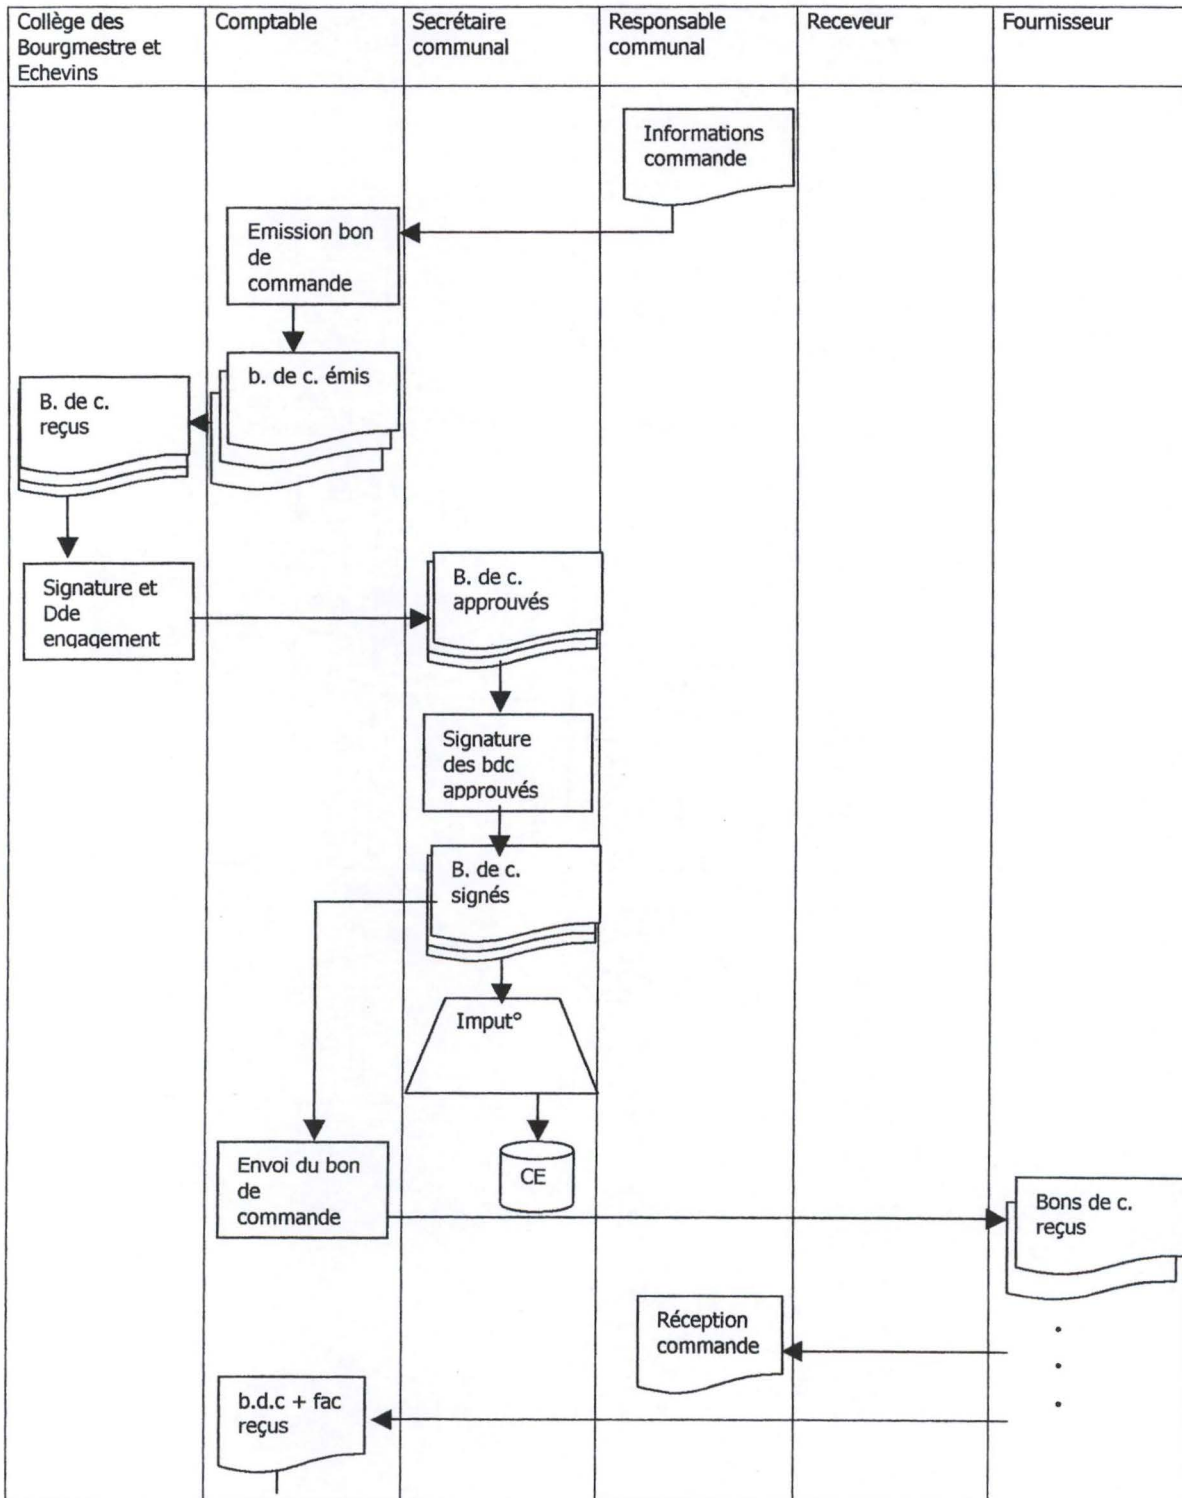 Collège des
Bourgmestre et
Echevins
Comptable
Secrétaire
communal
Responsable
communal
Receveur
Fournisseur
Informations
commande
Emission bon
de
commande
b. de c. émis
B. de c.
reçus
Signature et
Dde
engagement
B. de c.
approuvés
Signature
des bdc
approuvés
B. de c.
signés
Imput°
CE
Envoi du bon
de
commande
Bons de c.
reçus
Réception
commande
b.d.c + fac
reçus